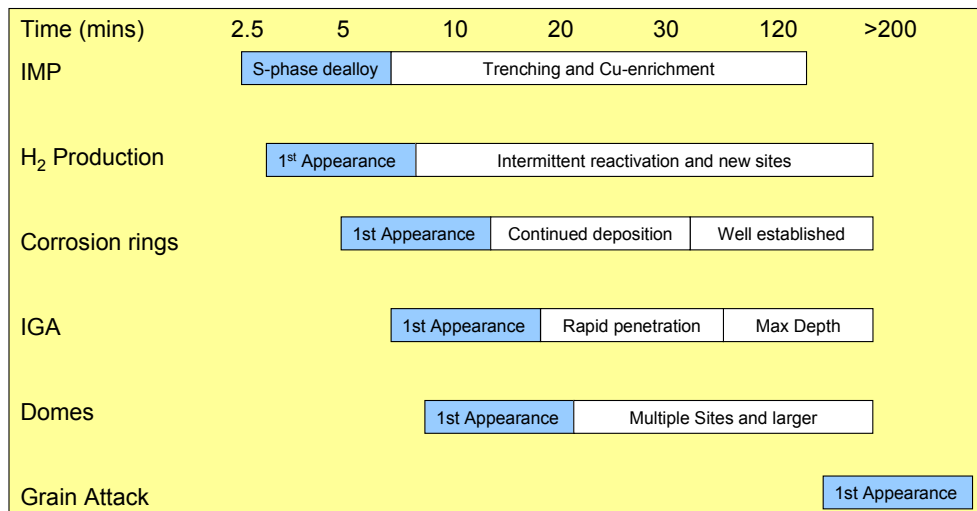 Time (mins) 2.5 5 10 20 30 120 >200
IMP S-phase dealloy Trenching and Cu-enrichment
H₂ Production 1st Appearance Intermittent reactivation and new sites
Corrosion rings 1st Appearance Continued deposition Well established
IGA 1st Appearance Rapid penetration Max Depth
Domes 1st Appearance Multiple Sites and larger
Grain Attack 1st Appearance